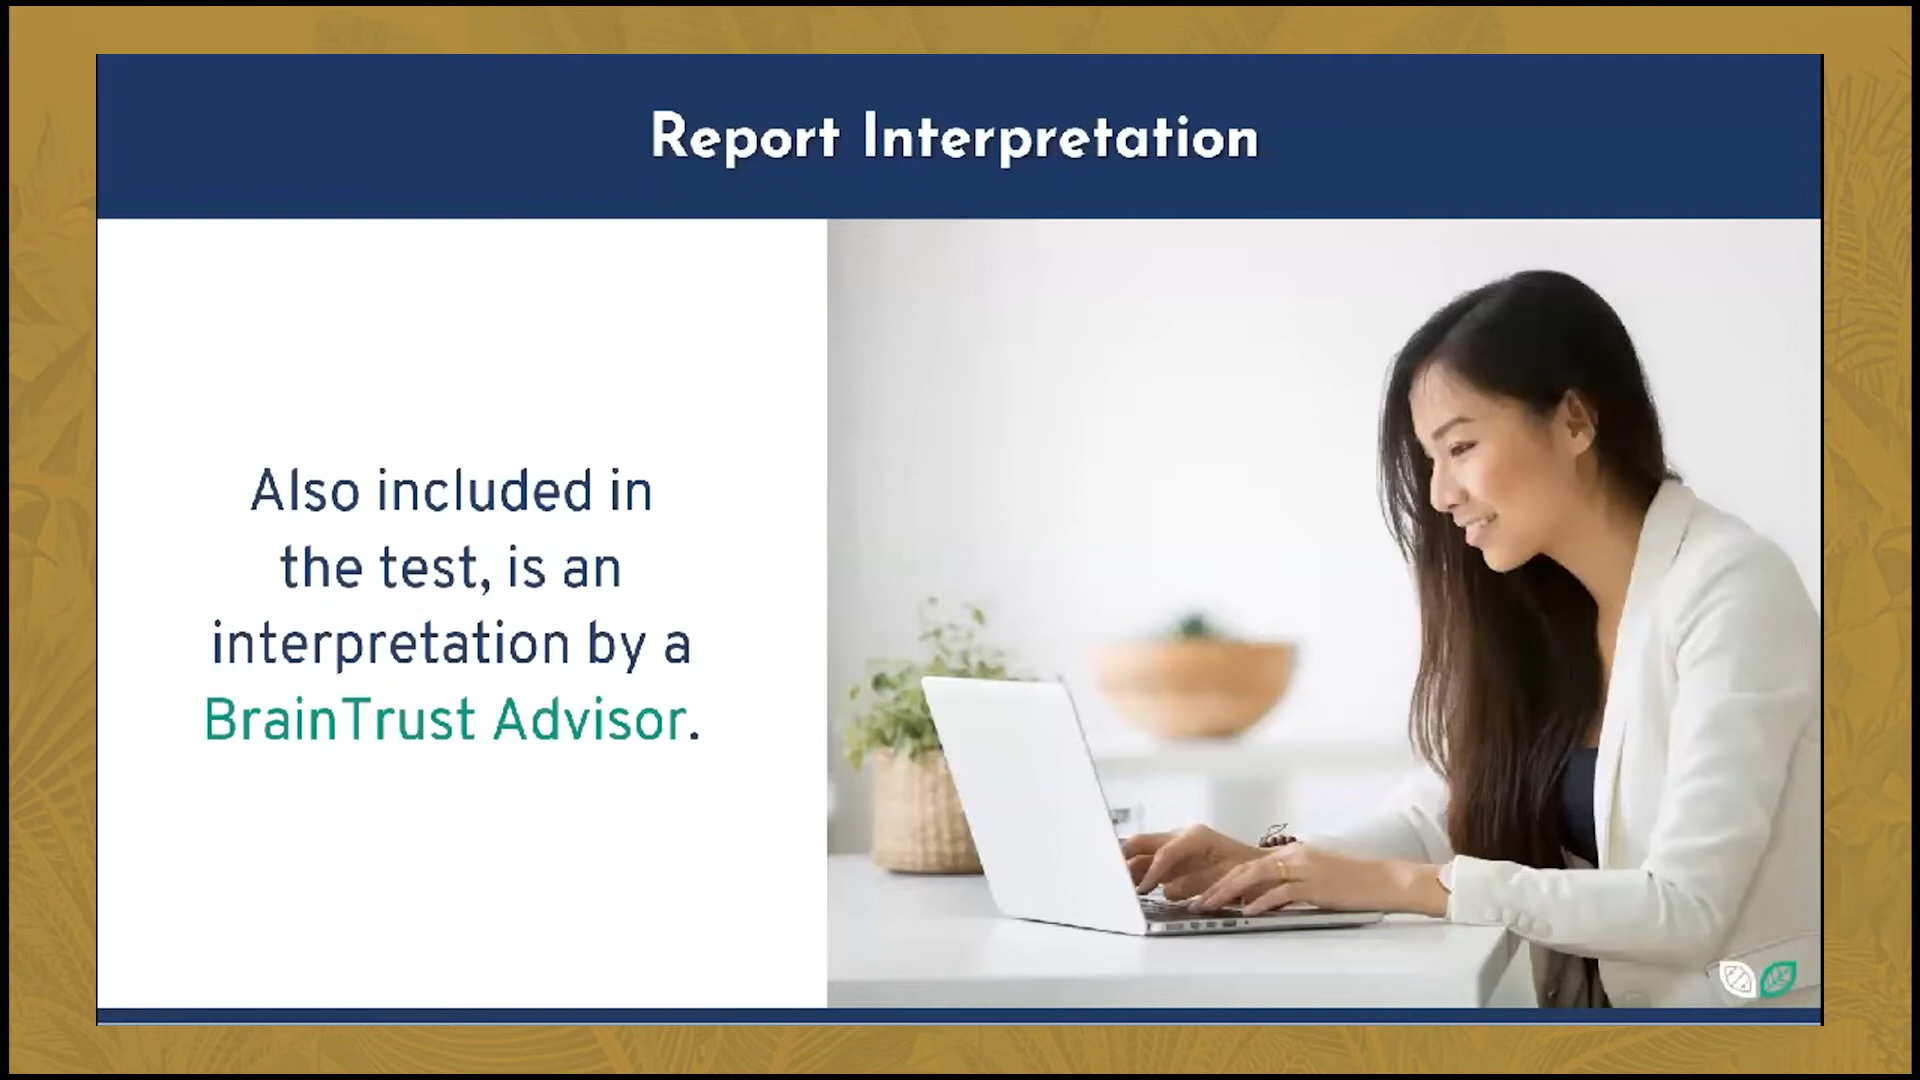 Report Interpretation
Also included in
the test, is an
interpretation by a
BrainTrust Advisor.